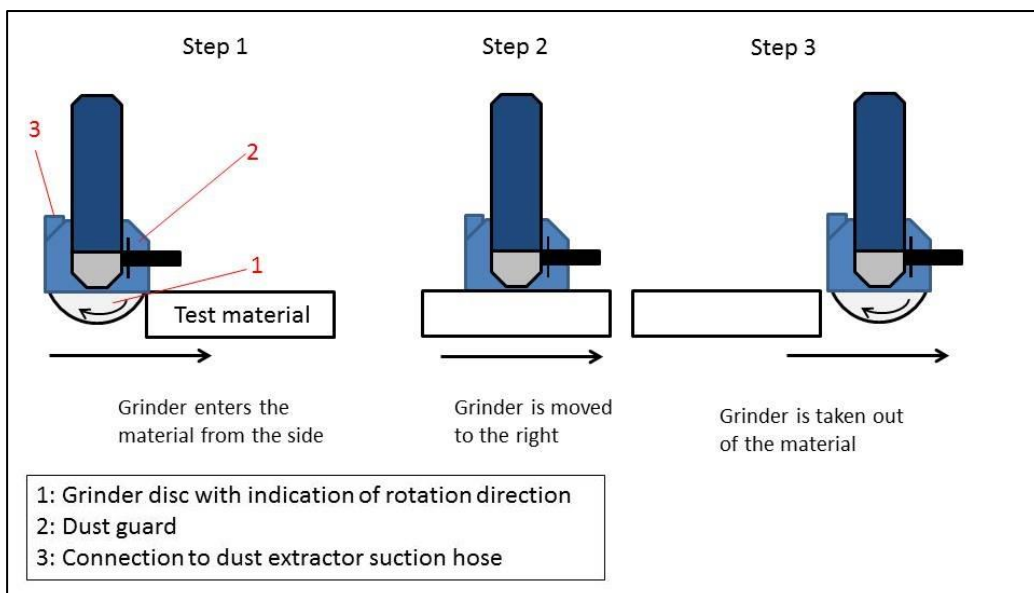 Step 1
Step 2
Step 3
3
2
1
Test material
Grinder enters the
material from the side
Grinder is moved
to the right
Grinder is taken out
of the material
1: Grinder disc with indication of rotation direction
2: Dust guard
3: Connection to dust extractor suction hose